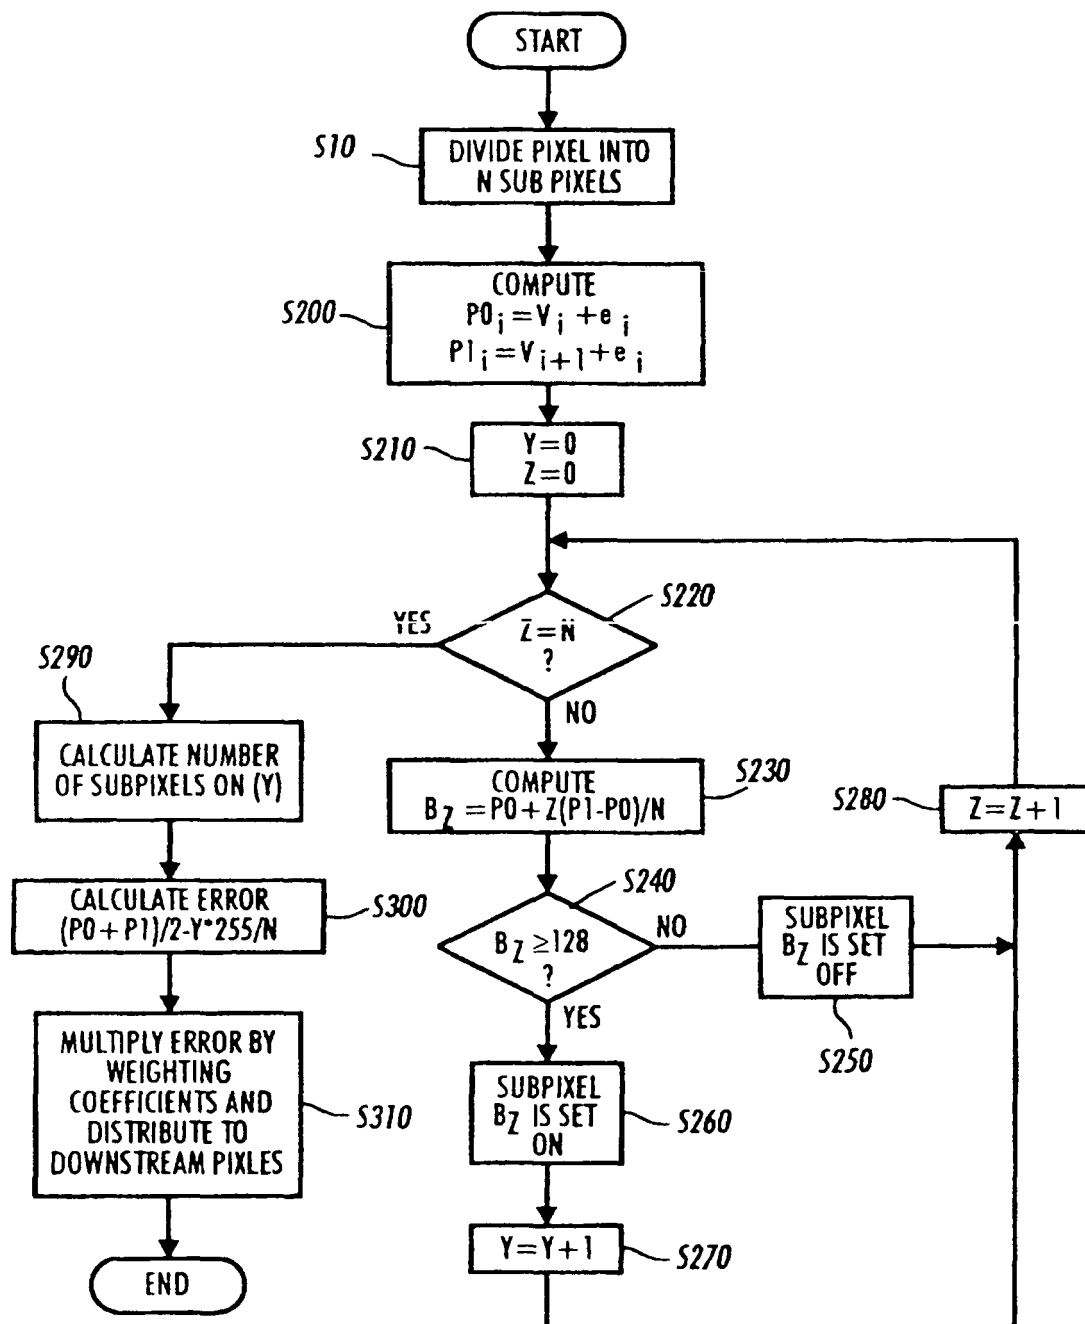 START
S10
DIVIDE PIXEL INTO
N SUB PIXELS
S200
COMPUTE
P0i=Vi+ei
P1i=Vi+1+ei
S210
Y=0
Z=0
S220
YES
Z=N
?
NO
S290
CALCULATE NUMBER
OF SUBPIXELS ON (Y)
S230
COMPUTE
BZ=P0+Z(P1-P0)/N
S280
Z=Z+1
S240
BZ≥128
?
NO
YES
SUBPIXEL
BZ IS SET
OFF
S250
S300
CALCULATE ERROR
(P0+P1)/2-Y*255/N
S310
MULTIPLY ERROR BY
WEIGHTING
COEFFICIENTS AND
DISTRIBUTE TO
DOWNSTREAM PIXLES
S260
SUBPIXEL
BZ IS SET
ON
S270
Y=Y+1
END